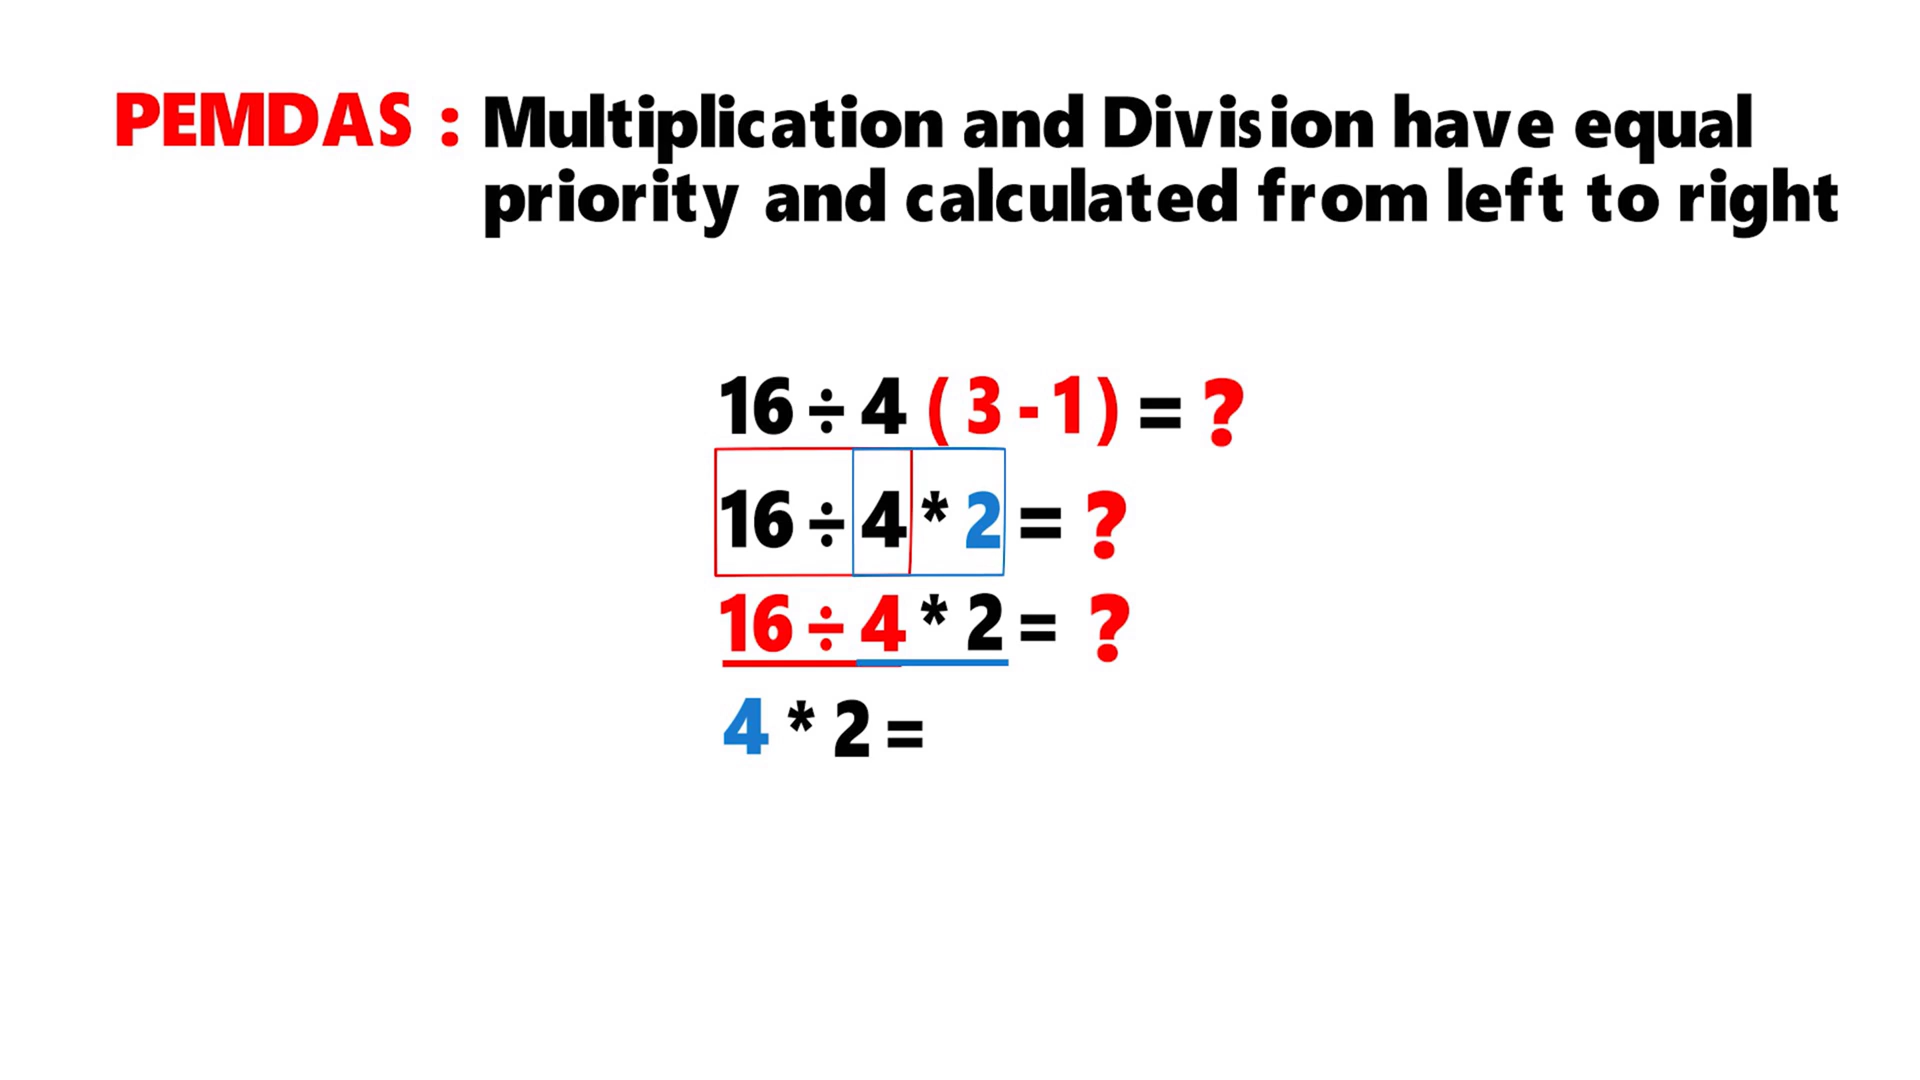 PEMDAS : Multiplication and Division have equal
priority and calculated from left to right
16 ÷ 4 ( 3 - 1 ) = ?
16 ÷ 4 * 2 = ?
16 ÷ 4 * 2 = ?
4 * 2 =